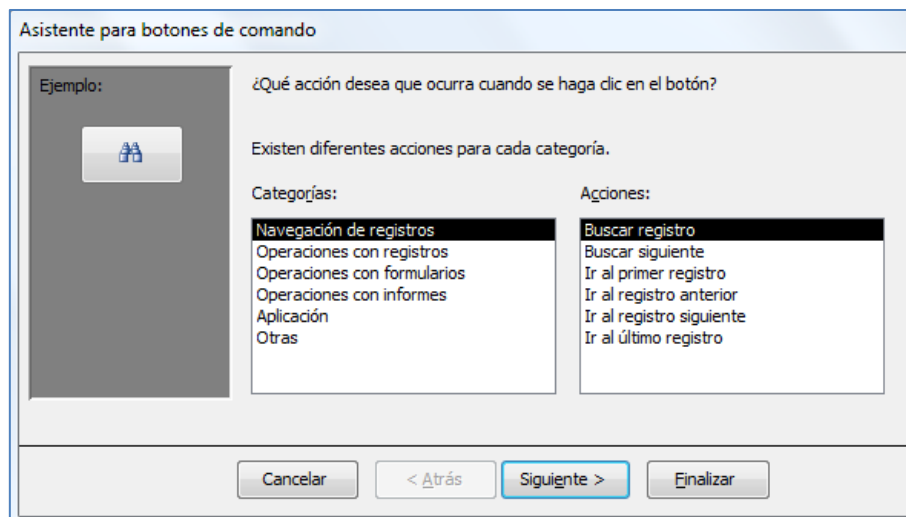 Asistente para botones de comando
Ejemplo:
¿Qué acción desea que ocurra cuando se haga clic en el botón?
Existen diferentes acciones para cada categoría.
Categorías:
Navegación de registros
Operaciones con registros
Operaciones con formularios
Operaciones con informes
Aplicación
Otras
Acciones:
Buscar registro
Buscar siguiente
Ir al primer registro
Ir al registro anterior
Ir al registro siguiente
Ir al último registro
Cancelar
< Atrás
Siguiente >
Finalizar